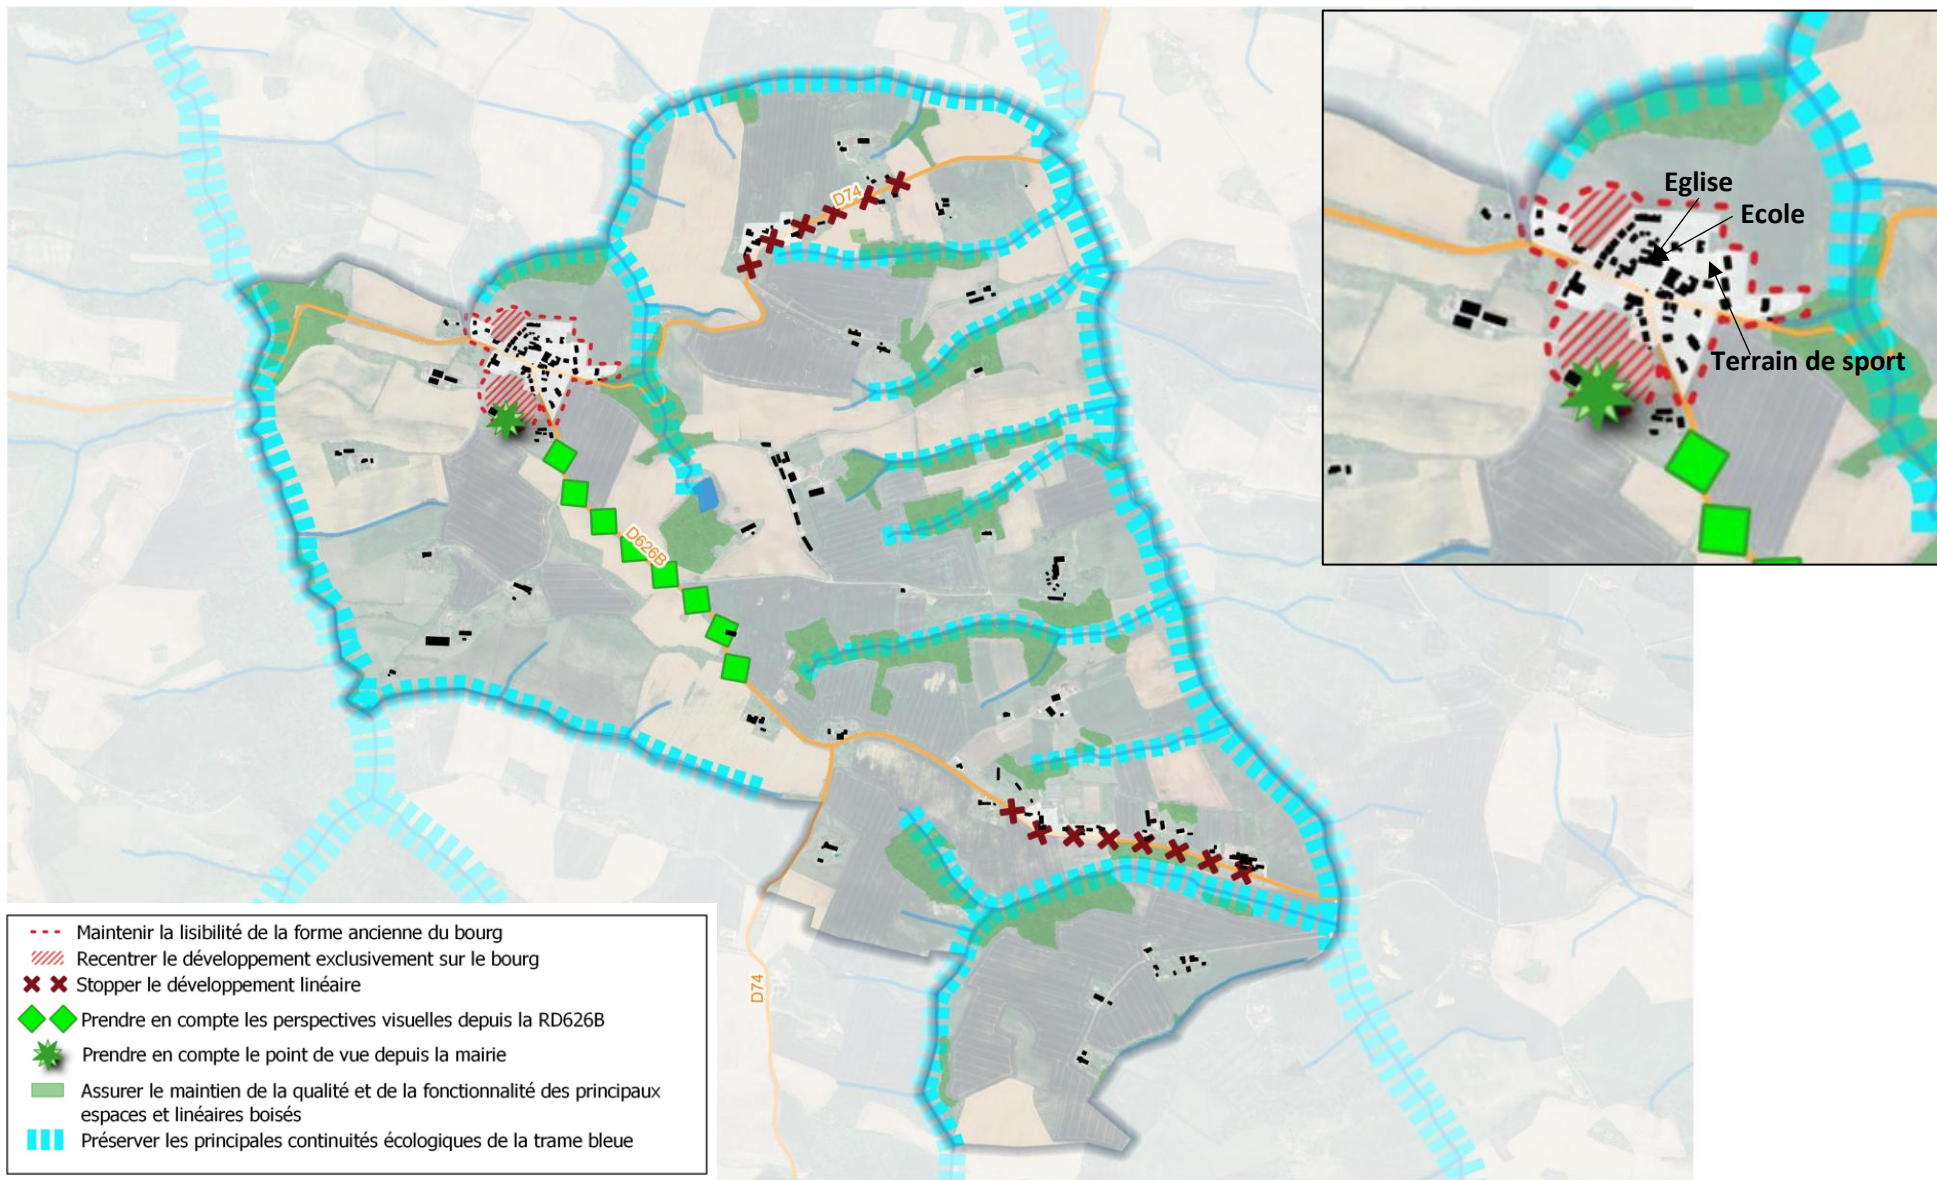 Eglise
Ecole
Terrain de sport
D74
D626B
D74
Maintenir la lisibilité de la forme ancienne du bourg
Recentrer le développement exclusivement sur le bourg
Stopper le développement linéaire
Prendre en compte les perspectives visuelles depuis la RD626B
Prendre en compte le point de vue depuis la mairie
Assurer le maintien de la qualité et de la fonctionnalité des principaux
espaces et linéaires boisés
Préserver les principales continuités écologiques de la trame bleue